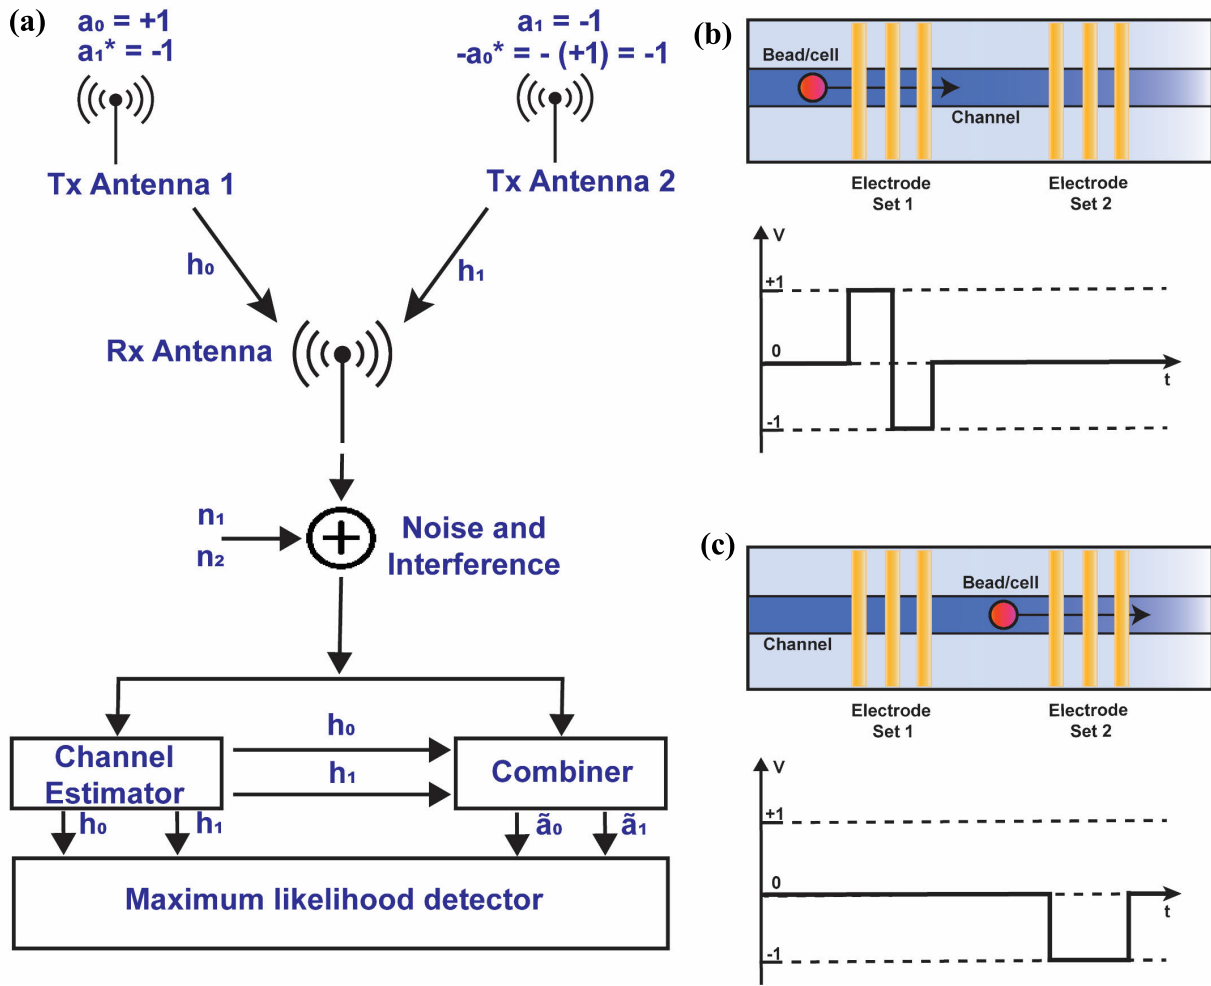 (a)
a₀ = +1
a₁* = -1
a₁ = -1
-a₀* = - (+1) = -1
Tx Antenna 1
Tx Antenna 2
h₀
h₁
Rx Antenna
n₁
n₂
Noise and
Interference
h₀
h₁
Channel
Estimator
Combiner
h₀
h₁
ã₀
ã₁
Maximum likelihood detector
(b)
Bead/cell
Channel
Electrode
Set 1
Electrode
Set 2
V
+1
0
t
-1
(c)
Bead/cell
Channel
Electrode
Set 1
Electrode
Set 2
V
+1
0
t
-1